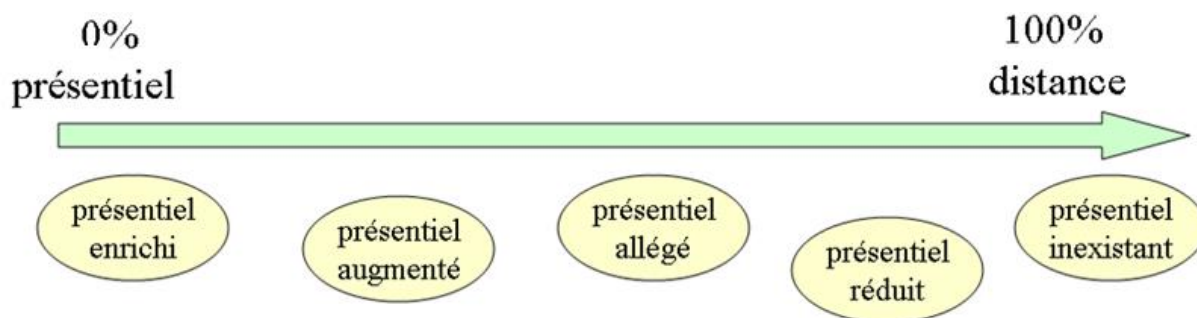 0%
présentiel
100%
distance
présentiel
enrichi
présentiel
augmenté
présentiel
allégé
présentiel
réduit
présentiel
inexistant